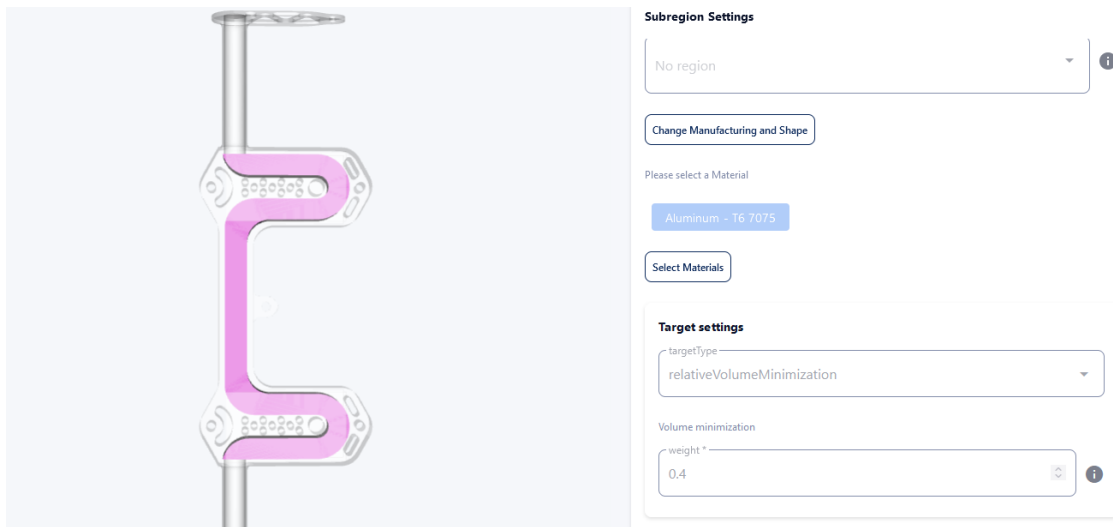 Subregion Settings
No region
Change Manufacturing and Shape
Please select a Material
Aluminum - T6 7075
Select Materials
Target settings
targetType
relativeVolumeMinimization
Volume minimization
weight *
0.4